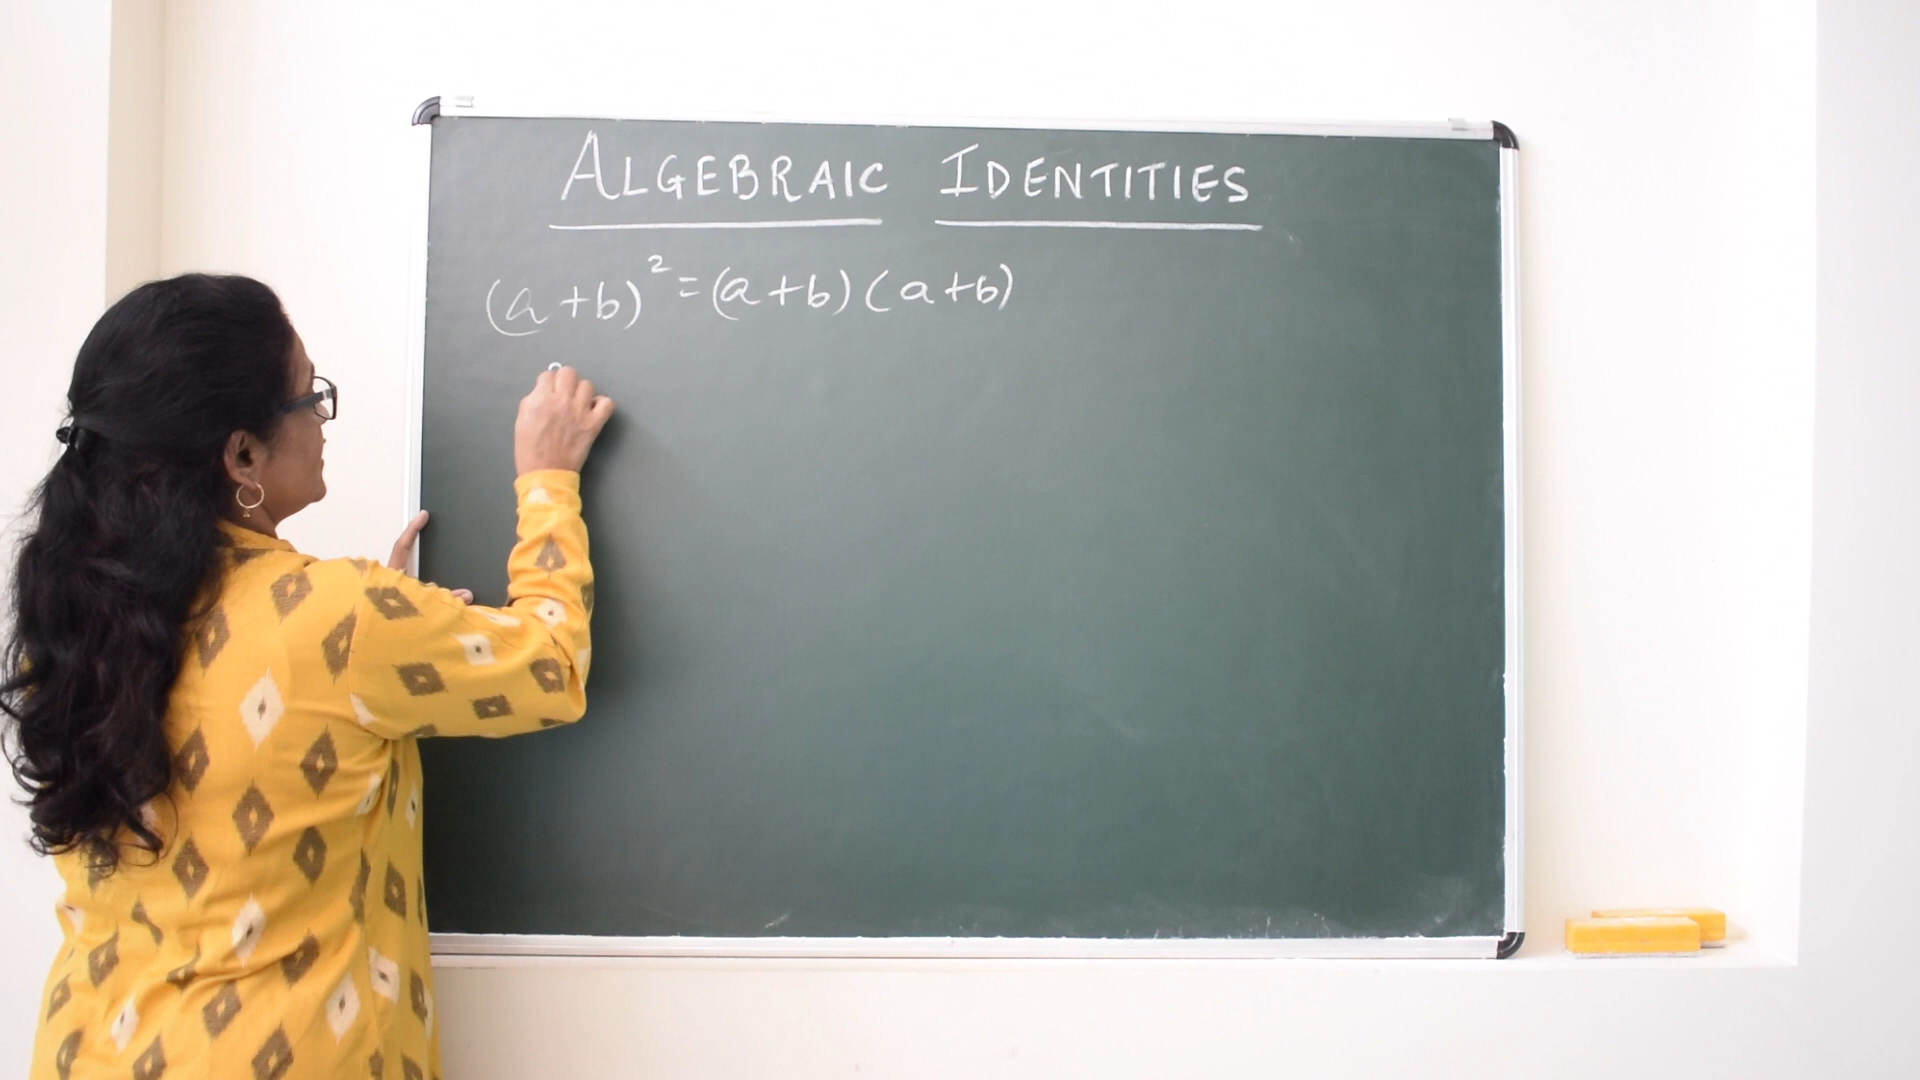 ALGEBRAIC IDENTITIES
(a+b)² = (a+b)(a+b)